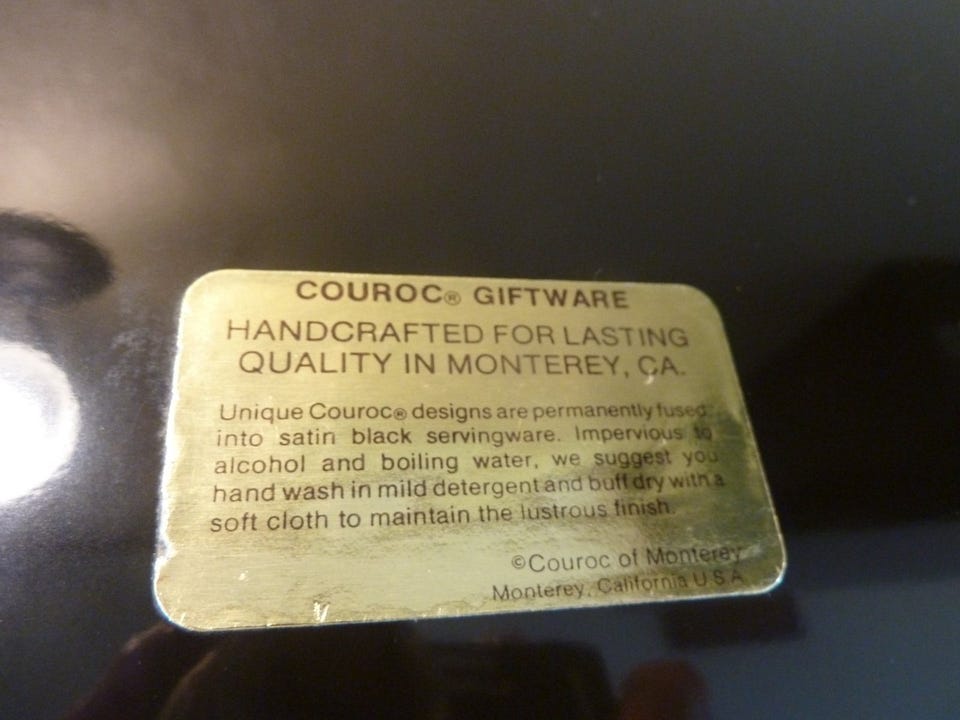 COUROC® GIFTWARE
HANDCRAFTED FOR LASTING
QUALITY IN MONTEREY, CA.
Unique Couroc® designs are permanently fused
into satin black servingware. Impervious to
alcohol and boiling water, we suggest you
hand wash in mild detergent and buff dry with a
soft cloth to maintain the lustrous finish.
©Couroc of Monterey
Monterey, California U.S.A.